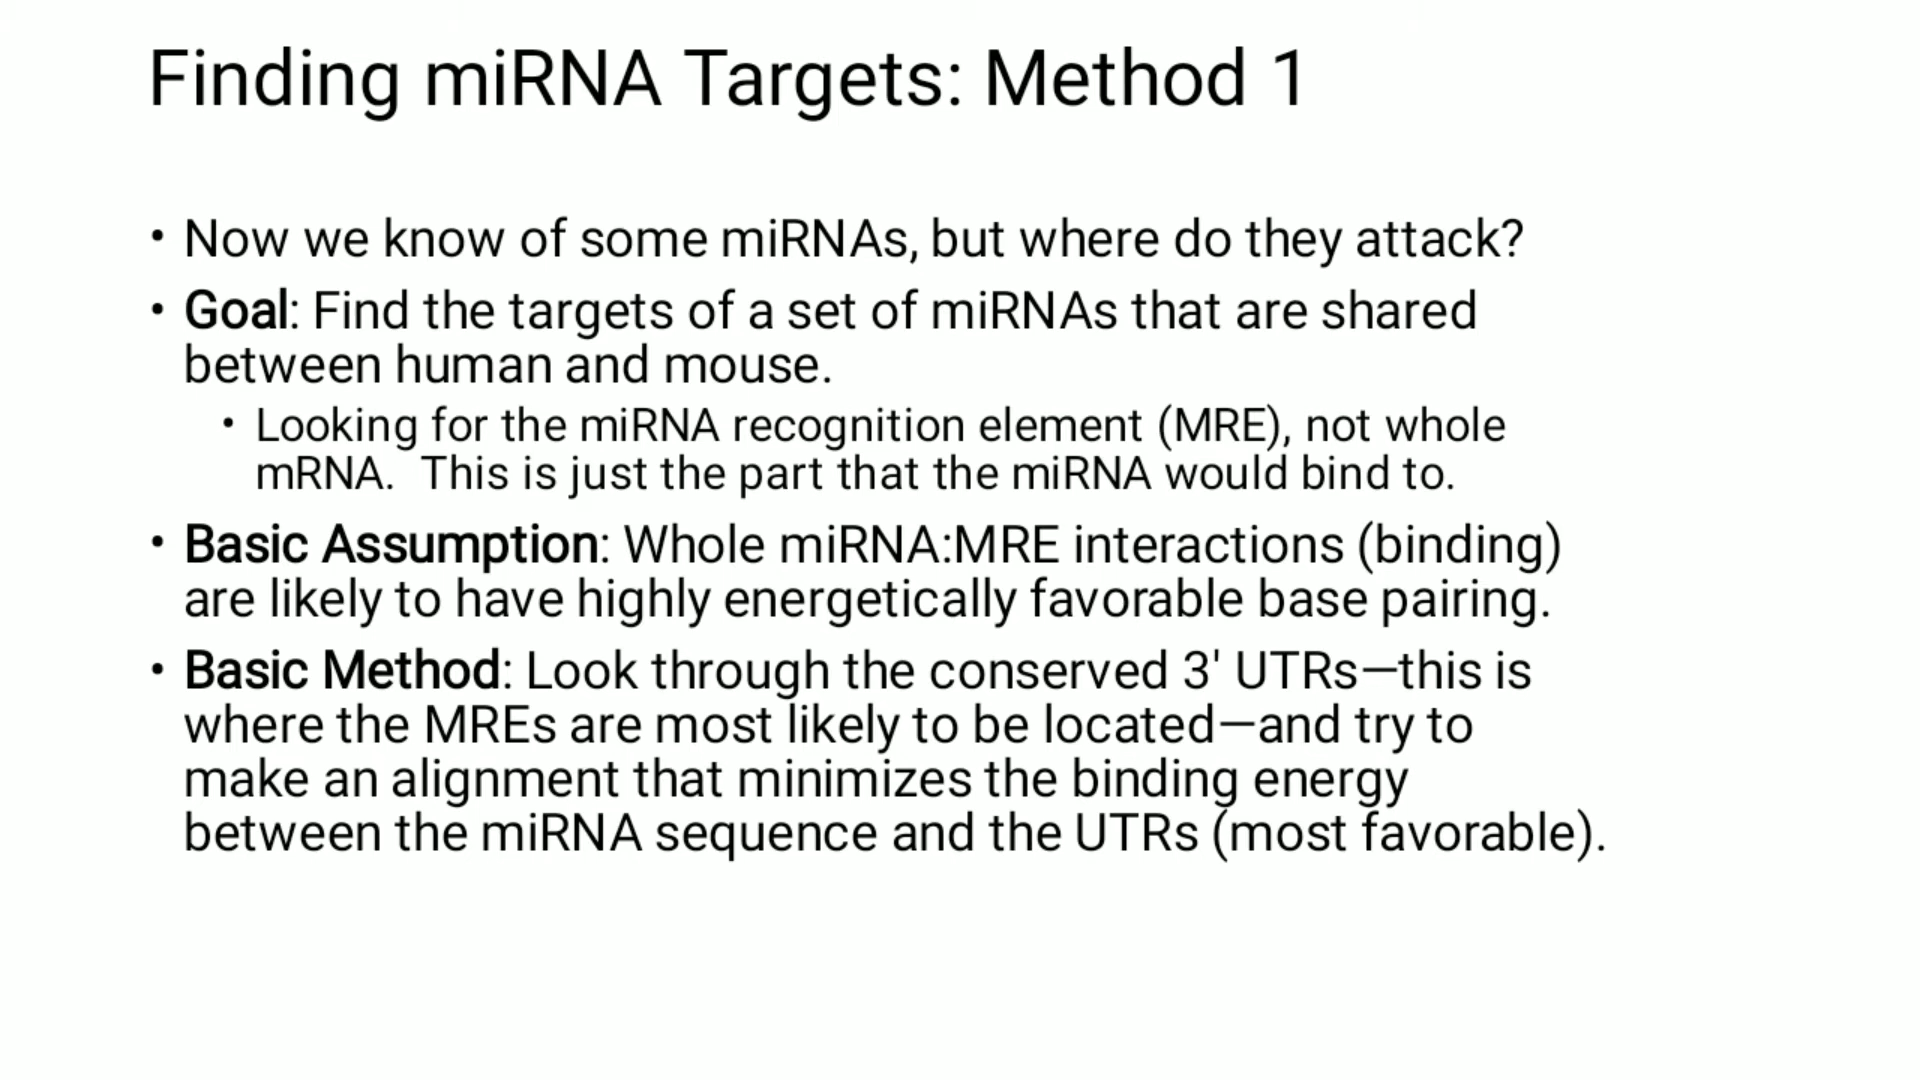 Finding miRNA Targets: Method 1
• Now we know of some miRNAs, but where do they attack?
• Goal: Find the targets of a set of miRNAs that are shared
between human and mouse.
• Looking for the miRNA recognition element (MRE), not whole
mRNA.  This is just the part that the miRNA would bind to.
• Basic Assumption: Whole miRNA:MRE interactions (binding)
are likely to have highly energetically favorable base pairing.
• Basic Method: Look through the conserved 3' UTRs—this is
where the MREs are most likely to be located—and try to
make an alignment that minimizes the binding energy
between the miRNA sequence and the UTRs (most favorable).